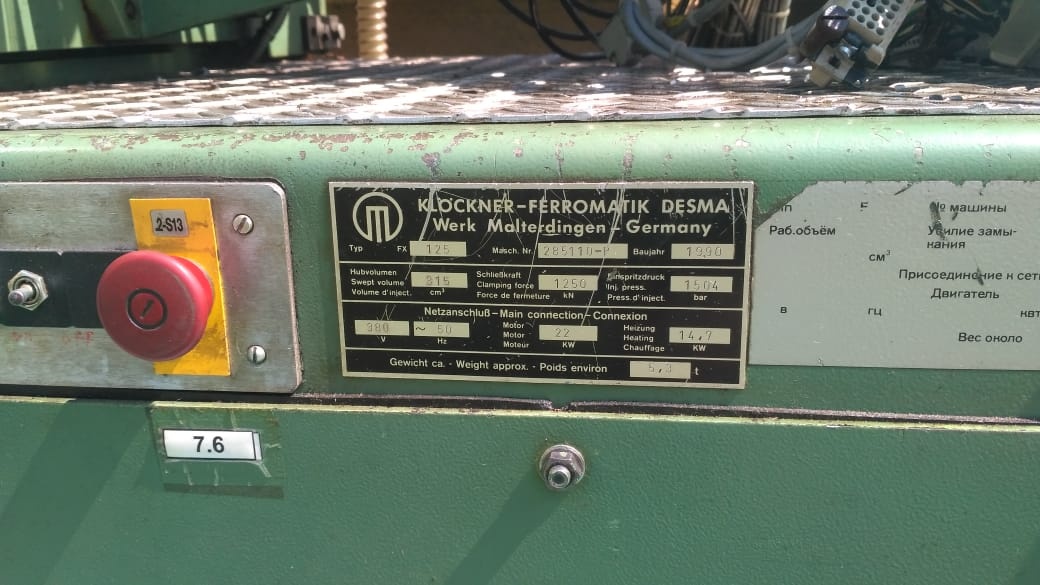 .2-S13
7.6
KLÖCKNER-FERROMATIK DESMA
Werk Malterdingen - Germany
Typ FX 125 Masch. Nr. 285110-P Baujahr 1990
Hubvolumen
Swept volume 315
Volume d'inject. cm³
Schließkraft
Clamping force 1250
Force de fermeture kN
Einspritzdruck
Inj. press. 1504
Press.d'inject. bar
Netzanschluß-Main connection-Connexion
380 ~ 50
V Hz
Motor
Motor 22
Moteur KW
Heizung
Heating 14,7
Chauffage KW
Gewicht ca. - Weight approx. - Poids environ 5,3 t
№ машины
Раб.объём
см³
Усилие замы-
кания
Присоединение к сети
Двигатель
в гц квт
Вес около